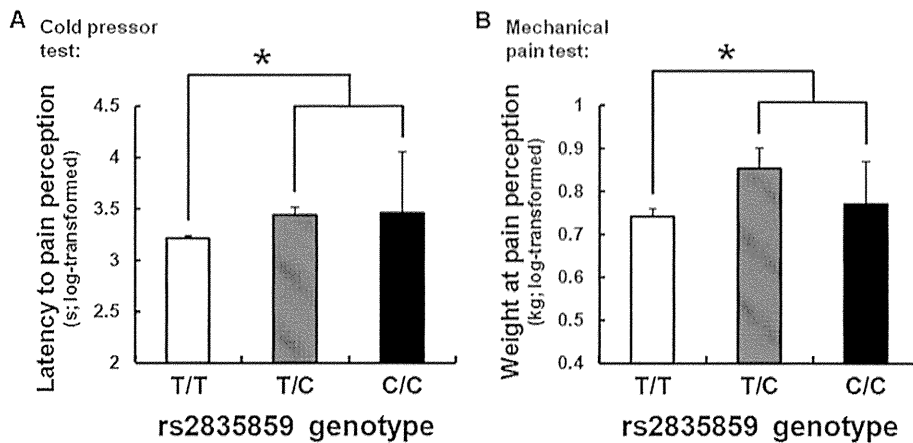 A
Cold pressor
test:
*
Latency to pain perception
(s; log-transformed)
4.5
4
3.5
3
2.5
2
T/T
T/C
C/C
rs2835859 genotype
B
Mechanical
pain test:
*
Weight at pain perception
(kg; log-transformed)
1
0.9
0.8
0.7
0.6
0.5
0.4
T/T
T/C
C/C
rs2835859 genotype